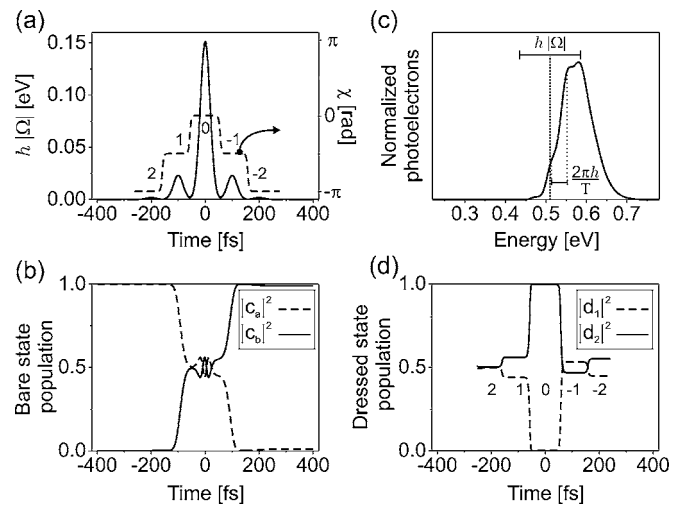 (a)
h |Ω| [eV]
0.15
0.10
0.05
0.00
2
1
0
-1
-2
π
0
-π
χ [rad]
-400 -200 0 200 400
Time [fs]
(c)
Normalized
photoelectrons
h |Ω|
2πh
T
0.3 0.4 0.5 0.6 0.7
Energy [eV]
(b)
Bare state
population
1.0
0.5
0.0
|c_a|²
|c_b|²
-400 -200 0 200 400
Time [fs]
(d)
Dressed state
population
1.0
0.5
0.0
|d_1|²
|d_2|²
2 1 0 -1 -2
-400 -200 0 200 400
Time [fs]